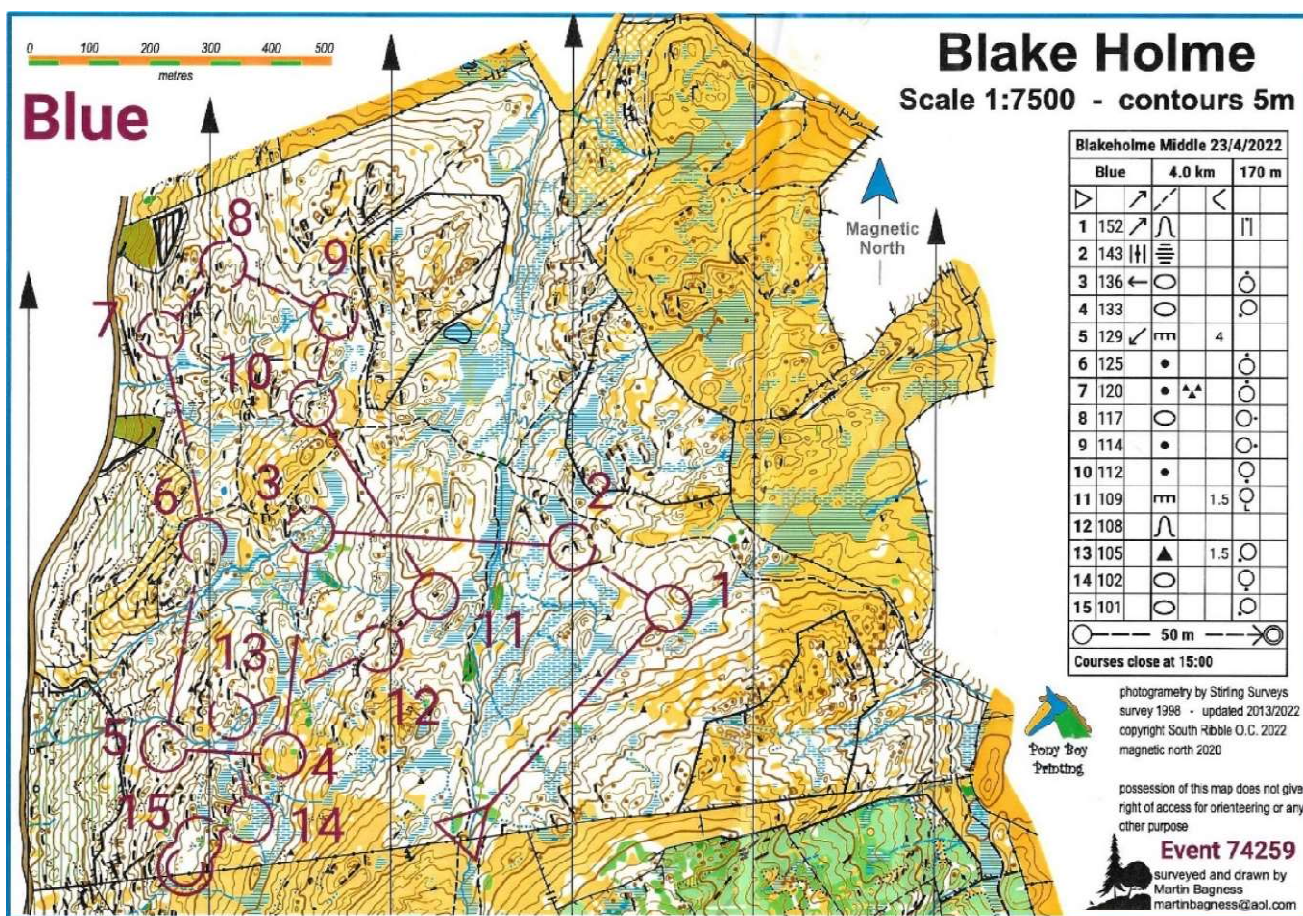 Blake Holme
Scale 1:7500 - contours 5m
0 100 200 300 400 500
metres
Blue
Magnetic
North
Blakeholme Middle 23/4/2022
Blue 4.0 km 170 m
1 152
2 143
3 136
4 133
5 129 4
6 125
7 120
8 117
9 114
10 112
11 109 1.5
12 108
13 105 1.5
14 102
15 101
50 m
Courses close at 15:00
8
9
7
10
3
6
2
1
11
13
12
5
4
15
14
Pony Boy
Printing
photogrametry by Stirling Surveys
survey 1998 - updated 2013/2022
copyright South Ribble O.C. 2022
magnetic north 2020
possession of this map does not give
right of access for orienteering or any
other purpose
Event 74259
surveyed and drawn by
Martin Bagness
martinbagness@aol.com